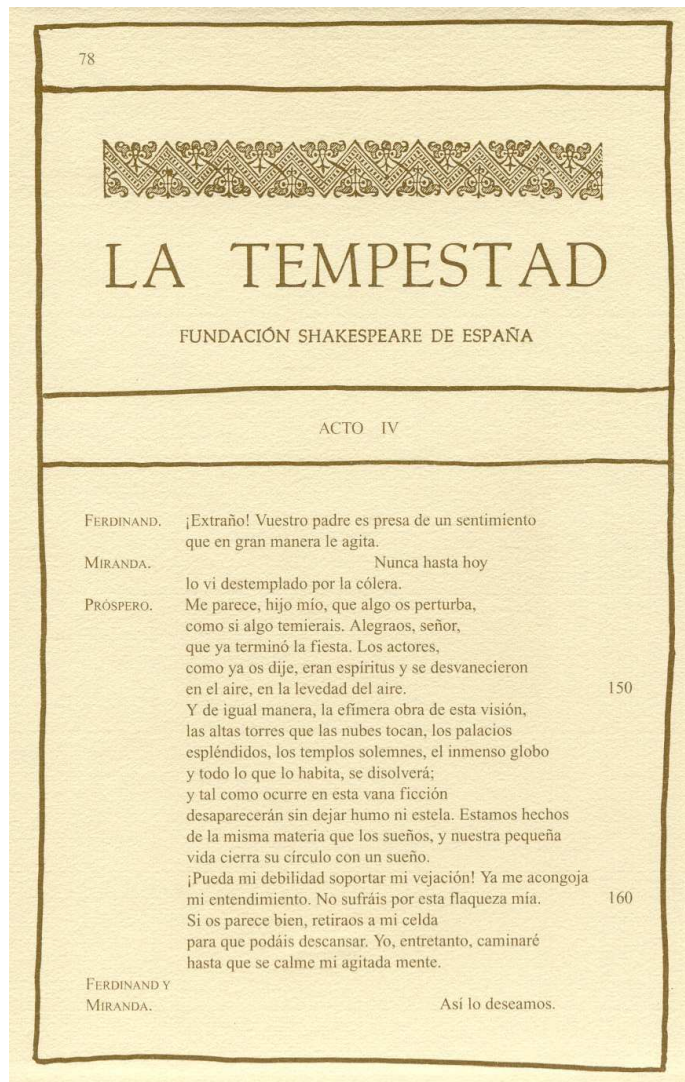 78
LA TEMPESTAD
FUNDACIÓN SHAKESPEARE DE ESPAÑA
ACTO IV
FERDINAND. ¡Extraño! Vuestro padre es presa de un sentimiento
que en gran manera le agita.
MIRANDA. Nunca hasta hoy
lo vi destemplado por la cólera.
PRÓSPERO. Me parece, hijo mío, que algo os perturba,
como si algo temierais. Alegraos, señor,
que ya terminó la fiesta. Los actores,
como ya os dije, eran espíritus y se desvanecieron
en el aire, en la levedad del aire. 150
Y de igual manera, la efímera obra de esta visión,
las altas torres que las nubes tocan, los palacios
espléndidos, los templos solemnes, el inmenso globo
y todo lo que lo habita, se disolverá;
y tal como ocurre en esta vana ficción
desaparecerán sin dejar humo ni estela. Estamos hechos
de la misma materia que los sueños, y nuestra pequeña
vida cierra su círculo con un sueño.
¡Pueda mi debilidad soportar mi vejación! Ya me acongoja
mi entendimiento. No sufráis por esta flaqueza mía. 160
Si os parece bien, retiraos a mi celda
para que podáis descansar. Yo, entretanto, caminaré
hasta que se calme mi agitada mente.
FERDINAND Y
MIRANDA. Así lo deseamos.